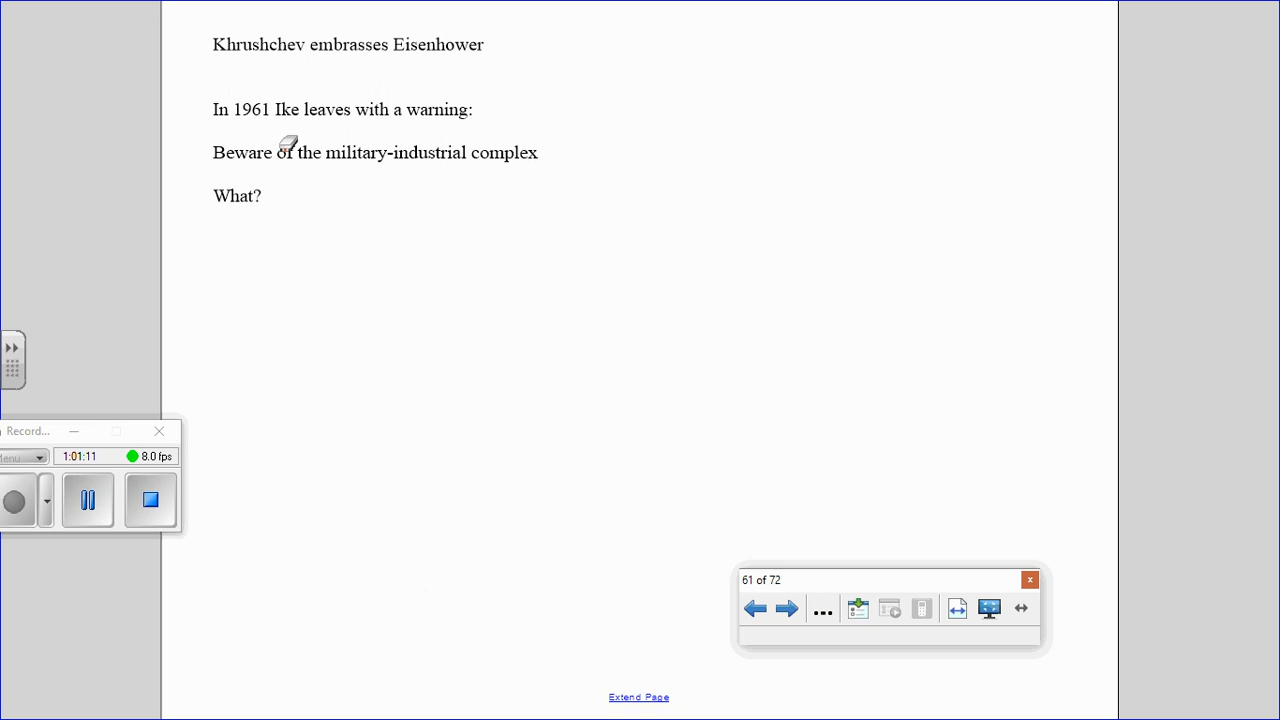 Khrushchev embrasses Eisenhower
In 1961 Ike leaves with a warning:
Beware of the military-industrial complex
What?
Record...
Menu
1:01:11
8.0 fps
61 of 72
Extend Page